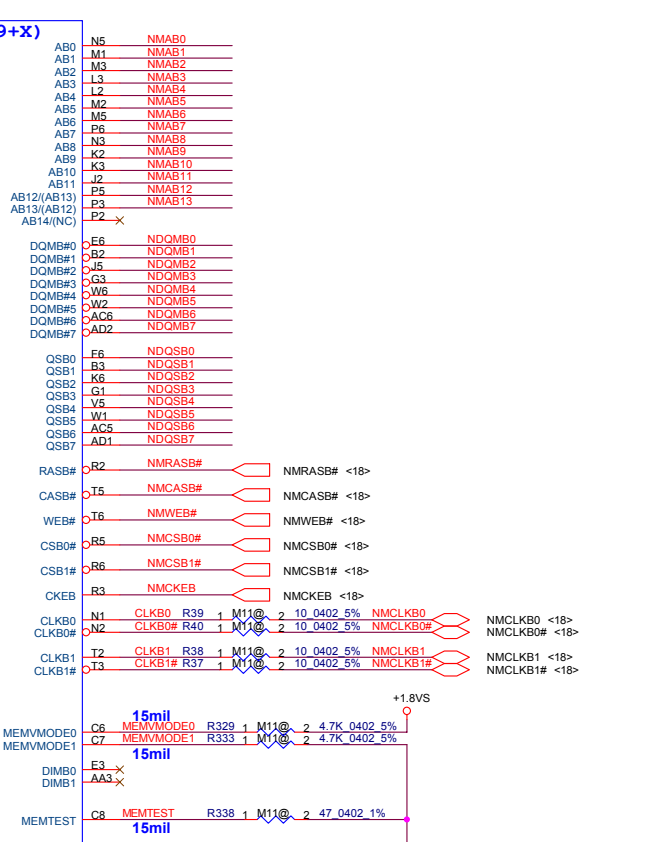 9+X)
AB0 N5 NMAB0
AB1 M1 NMAB1
AB2 M3 NMAB2
AB3 L3 NMAB3
AB4 L2 NMAB4
AB5 M2 NMAB5
AB6 M5 NMAB6
AB7 P6 NMAB7
AB8 N3 NMAB8
AB9 K2 NMAB9
AB10 K3 NMAB10
AB11 J2 NMAB11
AB12/(AB13) P5 NMAB12
AB13/(AB12) P3 NMAB13
AB14/(NC) P2
DQMB#0 E6 NDQMB0
DQMB#1 B2 NDQMB1
DQMB#2 J5 NDQMB2
DQMB#3 G3 NDQMB3
DQMB#4 W6 NDQMB4
DQMB#5 W2 NDQMB5
DQMB#6 AC6 NDQMB6
DQMB#7 AD2 NDQMB7
QSB0 F6 NDQSB0
QSB1 B3 NDQSB1
QSB2 K6 NDQSB2
QSB3 G1 NDQSB3
QSB4 V5 NDQSB4
QSB5 W1 NDQSB5
QSB6 AC5 NDQSB6
QSB7 AD1 NDQSB7
RASB# R2 NMRASB# NMRASB# <18>
CASB# T5 NMCASB# NMCASB# <18>
WEB# T6 NMWEB# NMWEB# <18>
CSB0# R5 NMCSB0# NMCSB0# <18>
CSB1# R6 NMCSB1# NMCSB1# <18>
CKEB R3 NMCKEB NMCKEB <18>
CLKB0 N1 CLKB0 R39 1 M11@ 2 10_0402_5% NMCLKB0 NMCLKB0 <18>
CLKB0# N2 CLKB0# R40 1 M11@ 2 10_0402_5% NMCLKB0# NMCLKB0# <18>
CLKB1 T2 CLKB1 R38 1 M11@ 2 10_0402_5% NMCLKB1 NMCLKB1 <18>
CLKB1# T3 CLKB1# R37 1 M11@ 2 10_0402_5% NMCLKB1# NMCLKB1# <18>
+1.8VS
15mil
MEMVMODE0 C6 MEMVMODE0 R329 1 M11@ 2 4.7K_0402_5%
MEMVMODE1 C7 MEMVMODE1 R333 1 M11@ 2 4.7K_0402_5%
15mil
DIMB0 E3
DIMB1 AA3
MEMTEST C8 MEMTEST R338 1 M11@ 2 47_0402_1%
15mil